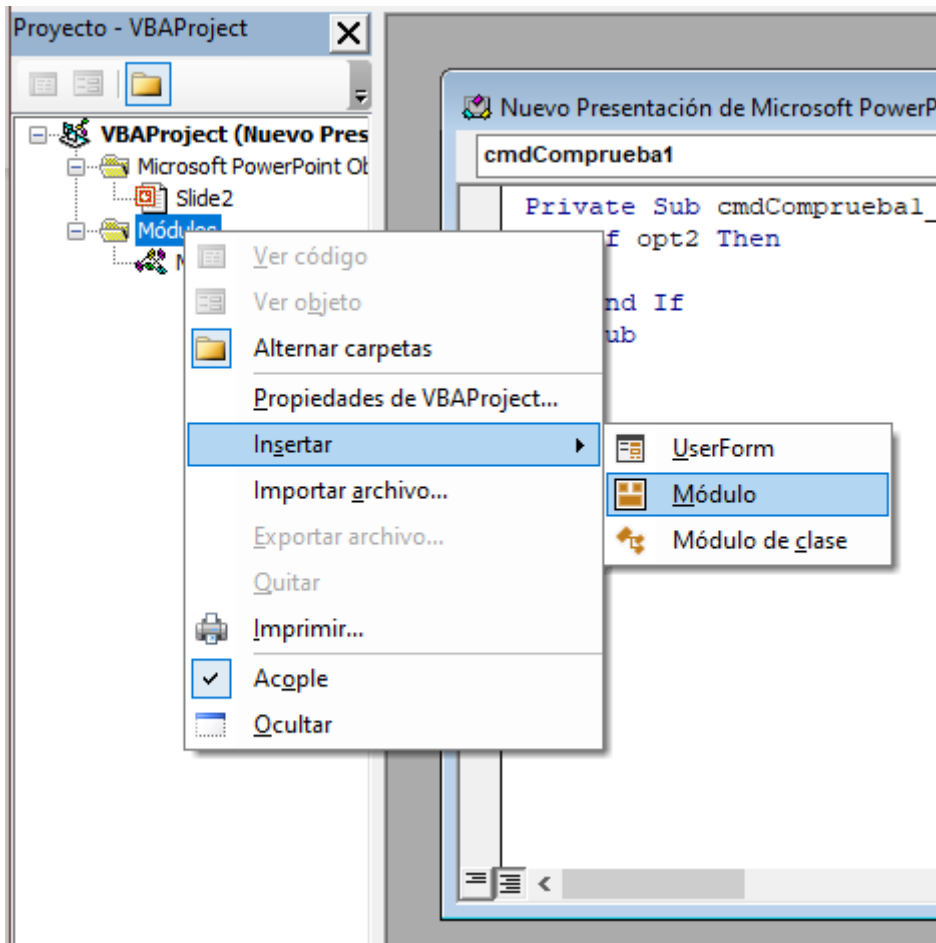 Proyecto - VBAProject
VBAProject (Nuevo Pres
Microsoft PowerPoint Ob
Slide2
Módulos
Ver código
Ver objeto
Alternar carpetas
Propiedades de VBAProject...
Insertar
Importar archivo...
Exportar archivo...
Quitar
Imprimir...
Acople
Ocultar
UserForm
Módulo
Módulo de clase
Nuevo Presentación de Microsoft PowerP
cmdComprueba1
Private Sub cmdComprueba1_
f opt2 Then
nd If
ub